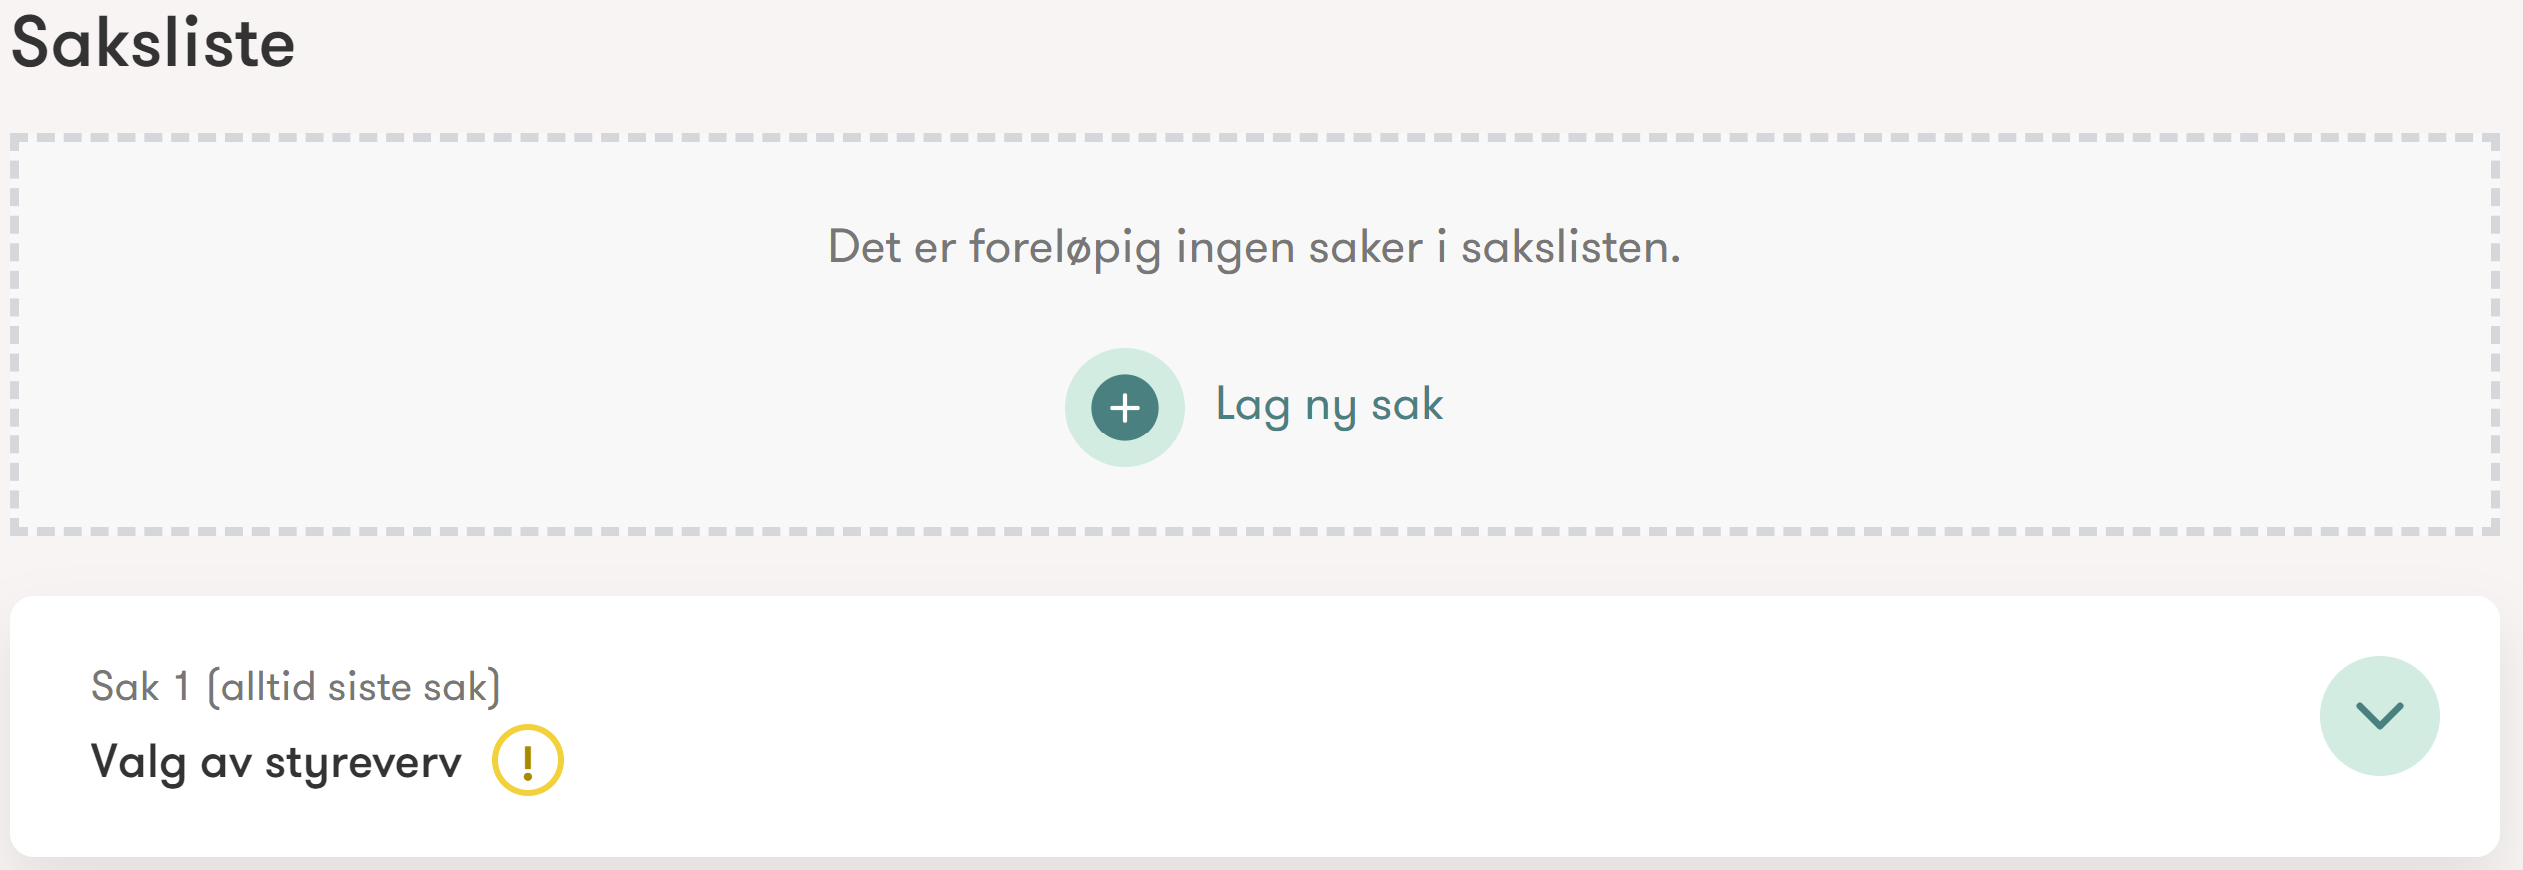 Saksliste
Det er foreløpig ingen saker i sakslisten.
Lag ny sak
Sak 1 (alltid siste sak)
Valg av styreverv